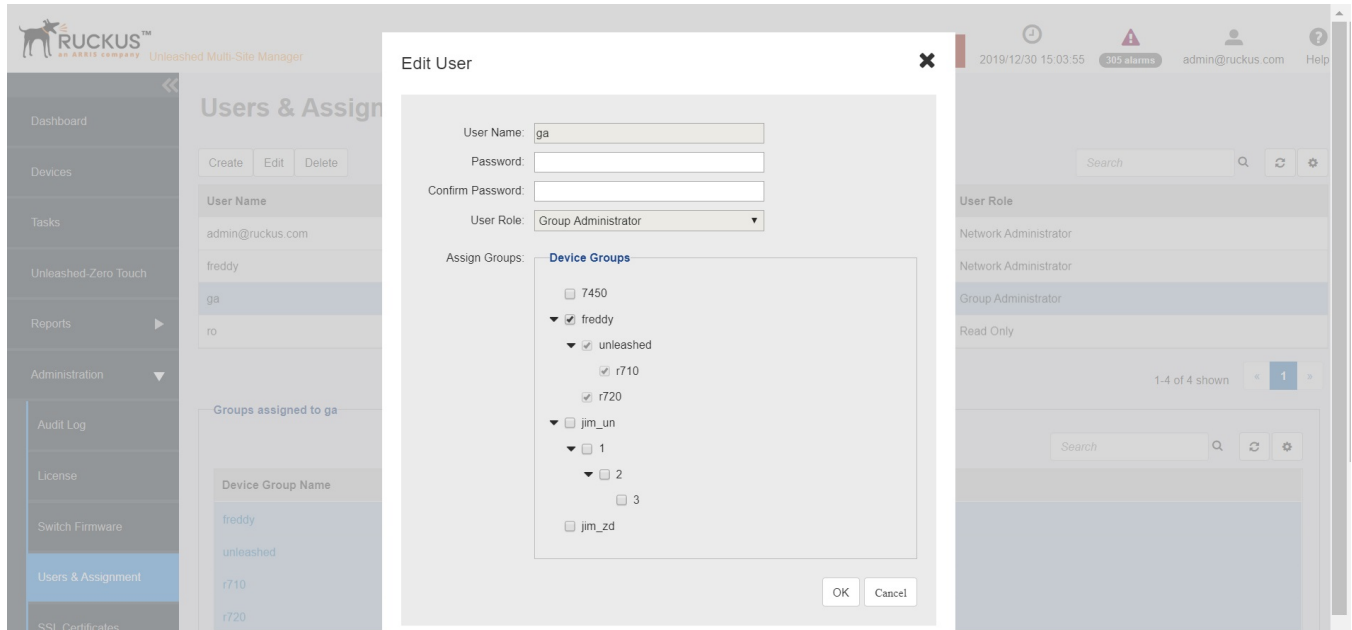 RUCKUS™
an ARRIS company
Unleashed Multi-Site Manager
2019/12/30 15:03:55
305 alarms
admin@ruckus.com
Help
Dashboard
Devices
Tasks
Unleashed-Zero Touch
Reports
Administration
Audit Log
License
Switch Firmware
Users & Assignment
SSL Certificates
Users & Assign
Create Edit Delete
Search
User Name
User Role
admin@ruckus.com
Network Administrator
freddy
Network Administrator
ga
Group Administrator
ro
Read Only
1-4 of 4 shown
«
1
»
Groups assigned to ga
Search
Device Group Name
freddy
unleashed
r710
r720
Edit User
User Name: ga
Password:
Confirm Password:
User Role: Group Administrator
Assign Groups:
Device Groups
7450
freddy
unleashed
r710
r720
jim_un
1
2
3
jim_zd
OK
Cancel